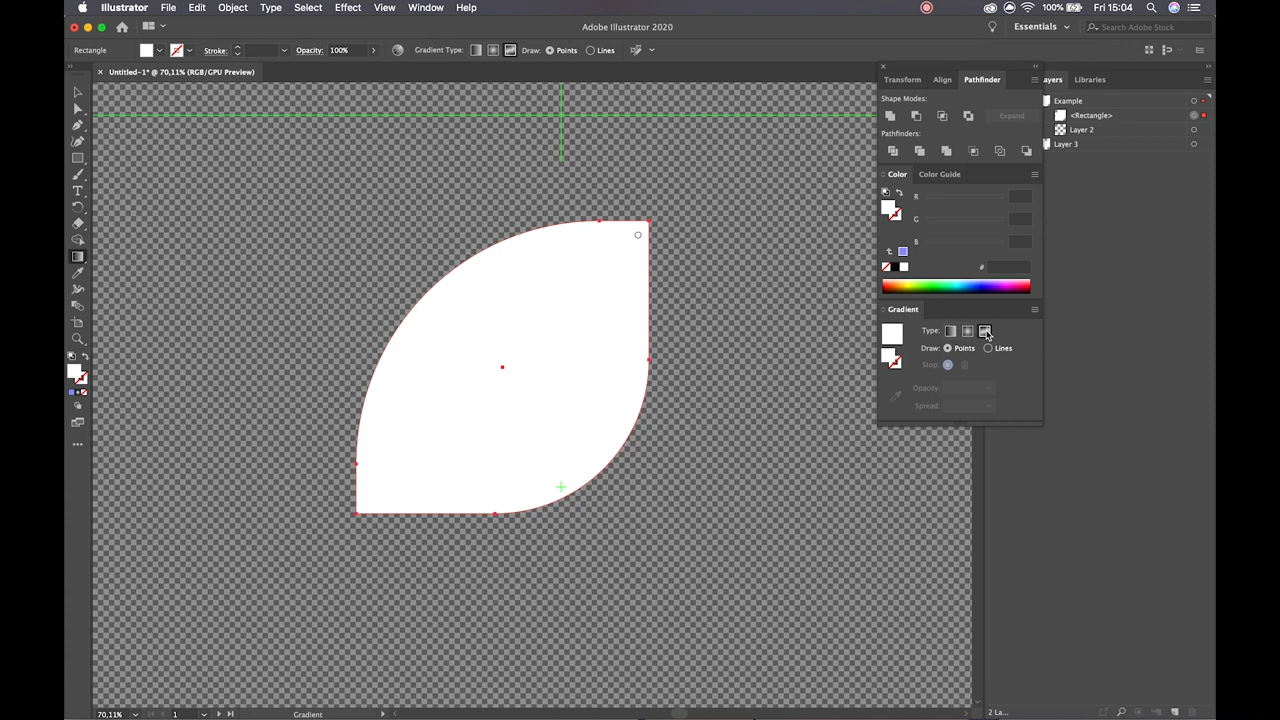 Illustrator File Edit Object Type Select Effect View Window Help 100% Fri 15:04
Adobe Illustrator 2020 Essentials Search Adobe Stock
Rectangle Stroke: Opacity: 100% Gradient Type: Draw: Points Lines
Untitled-1* @ 70,11% (RGB/GPU Preview)
Transform Align Pathfinder ayers Libraries
Shape Modes: Example
Expand <Rectangle>
Pathfinders: Layer 2
Layer 3
Color Color Guide
R
G
B
#
Gradient
Type:
Draw: Points Lines
Stop:
Opacity:
Spread:
70,11% 1 Gradient 2 La...